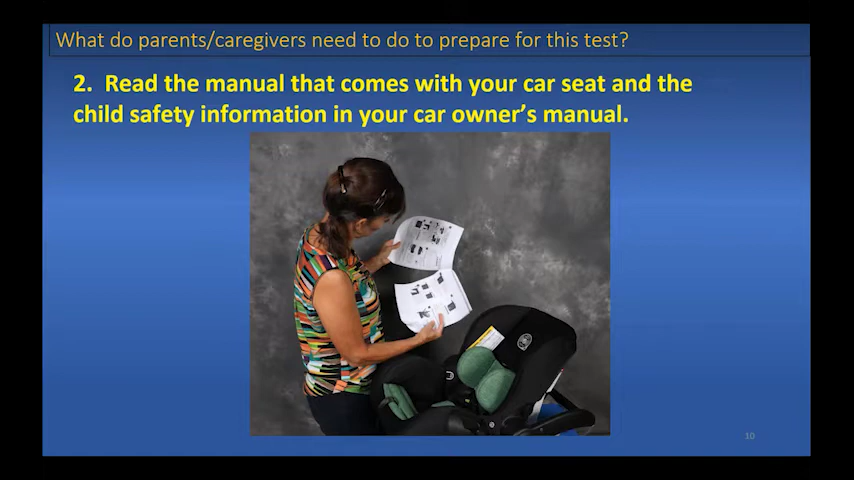 What do parents/caregivers need to do to prepare for this test?
2. Read the manual that comes with your car seat and the
child safety information in your car owner's manual.
10